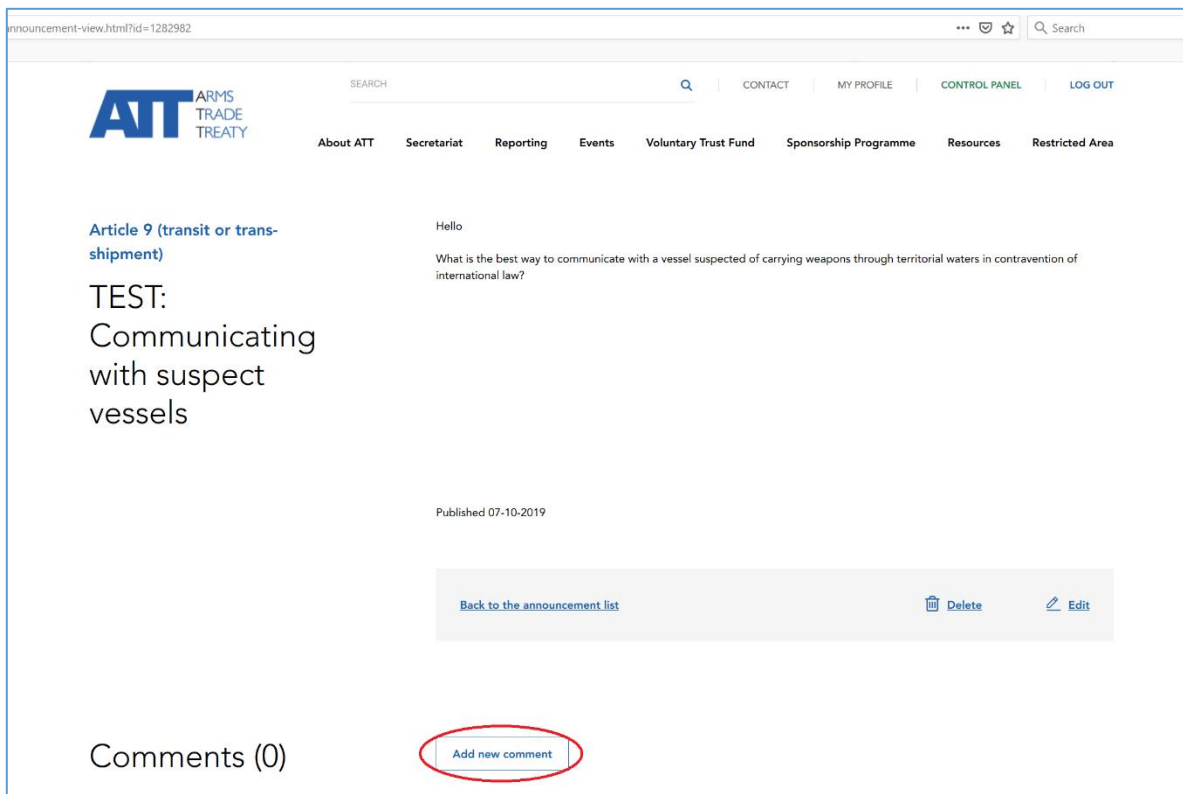 nnouncement-view.html?id=1282982
Search
ATT ARMS
TRADE
TREATY
SEARCH
CONTACT
MY PROFILE
CONTROL PANEL
LOG OUT
About ATT
Secretariat
Reporting
Events
Voluntary Trust Fund
Sponsorship Programme
Resources
Restricted Area
Article 9 (transit or trans-
shipment)
TEST:
Communicating
with suspect
vessels
Hello
What is the best way to communicate with a vessel suspected of carrying weapons through territorial waters in contravention of
international law?
Published 07-10-2019
Back to the announcement list
Delete
Edit
Comments (0)
Add new comment